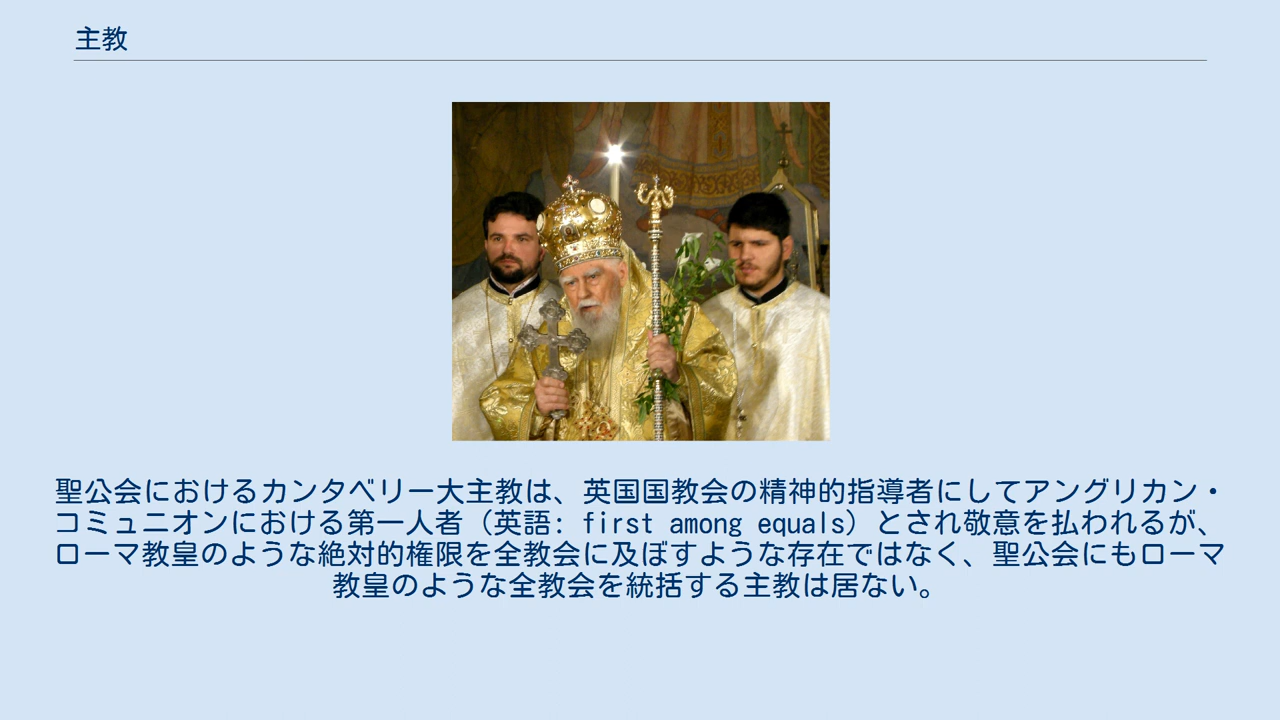 主教
聖公会におけるカンタベリー大主教は、英国国教会の精神的指導者にしてアングリカン・
コミュニオンにおける第一人者（英語: first among equals）とされ敬意を払われるが、
ローマ教皇のような絶対的権限を全教会に及ぼすような存在ではなく、聖公会にもローマ
教皇のような全教会を統括する主教は居ない。